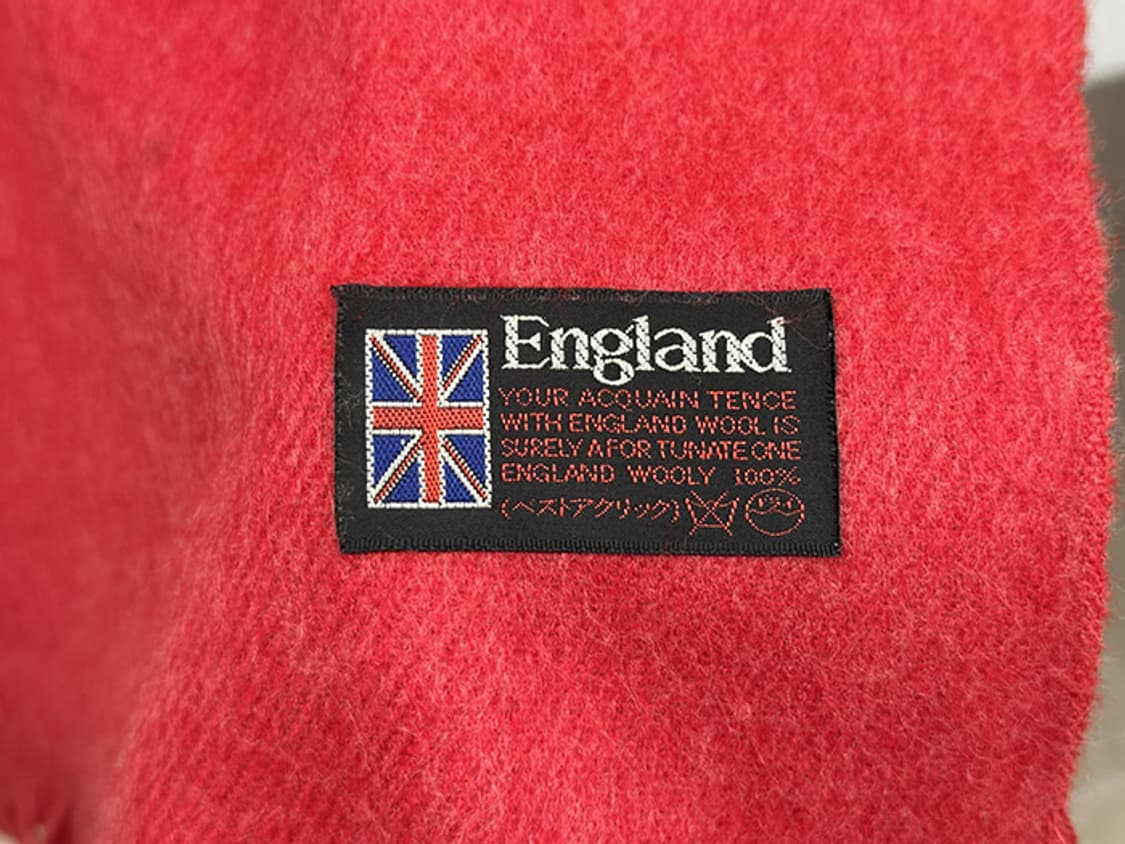 England
YOUR ACQUAIN TENCE
WITH ENGLAND WOOL IS
SURELY A FOR TUNATE ONE
ENGLAND WOOLY 100%
(ベストアクリック)